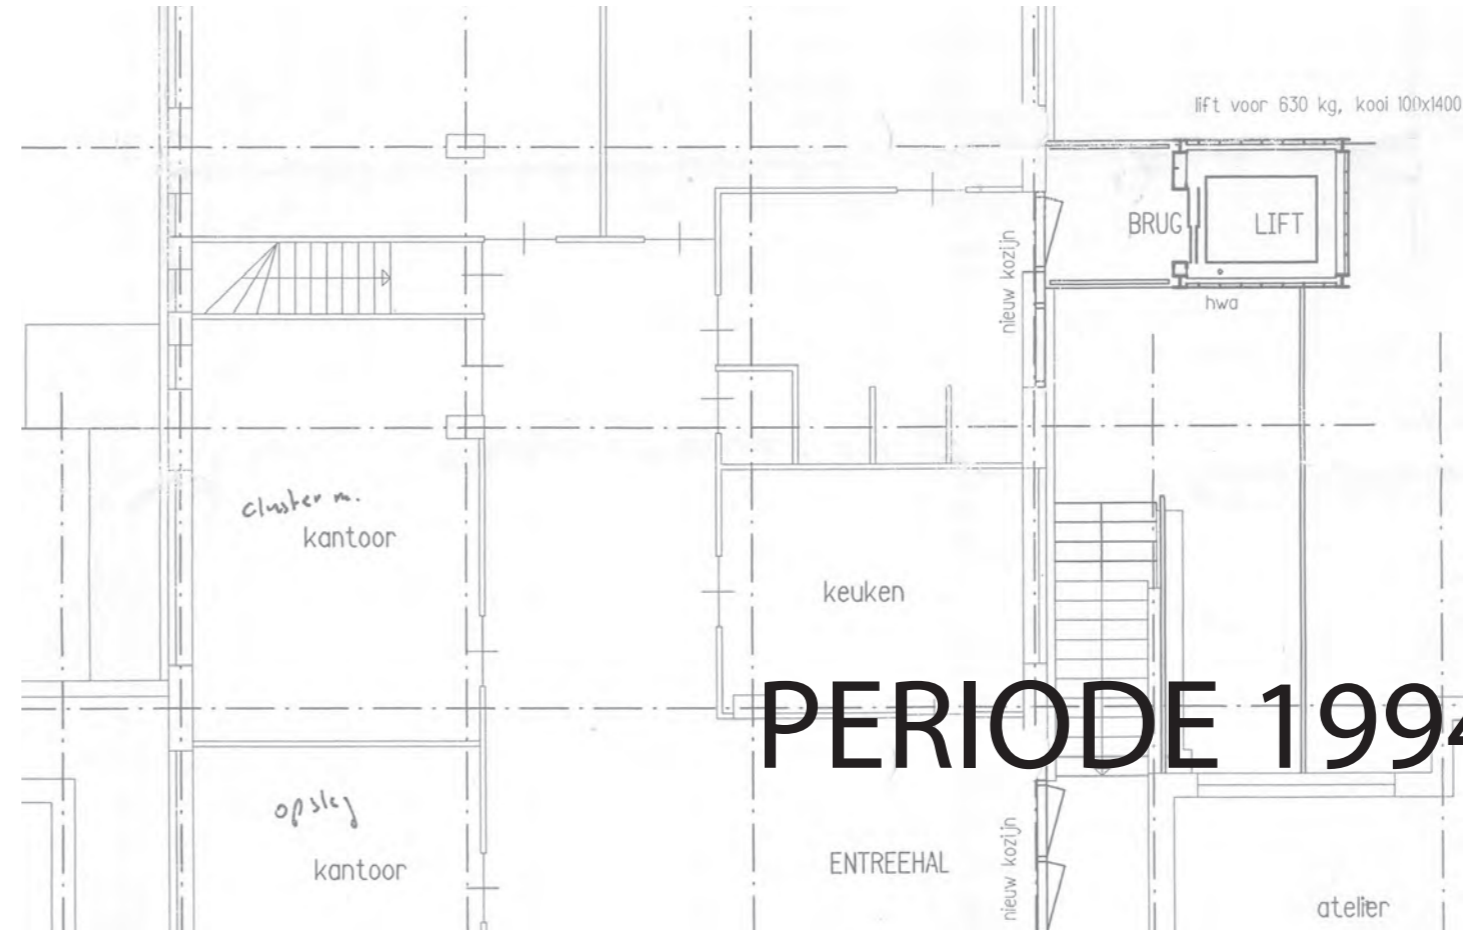 lift voor 630 kg, kooi 100x1400
BRUG
LIFT
nieuw kozijn
hwa
cluster m.
kantoor
keuken
PERIODE 1994
opslag
kantoor
ENTREEHAL
nieuw kozijn
atelier